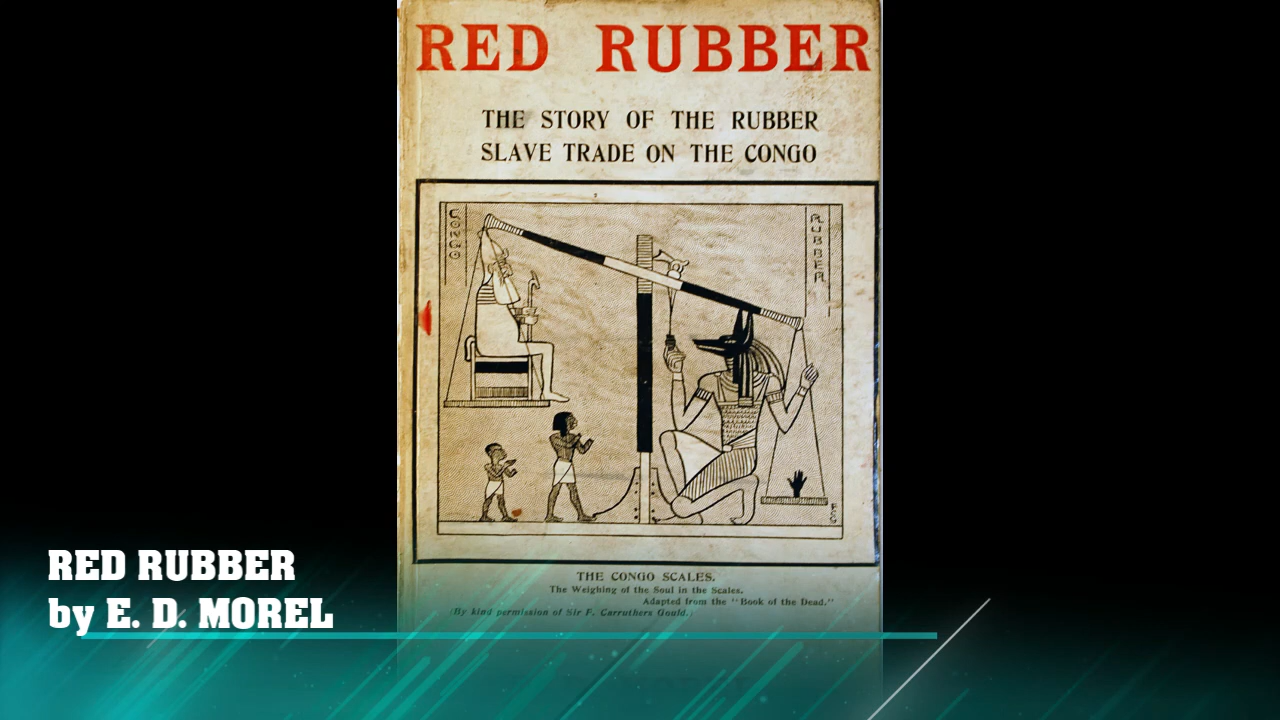 RED RUBBER
THE STORY OF THE RUBBER
SLAVE TRADE ON THE CONGO
CONGO
RUBBER
F.C.G
THE CONGO SCALES.
The Weighing of the Soul in the Scales.
Adapted from the "Book of the Dead."
(By kind permission of Sir F. Carruthers Gould.)
RED RUBBER
by E. D. MOREL